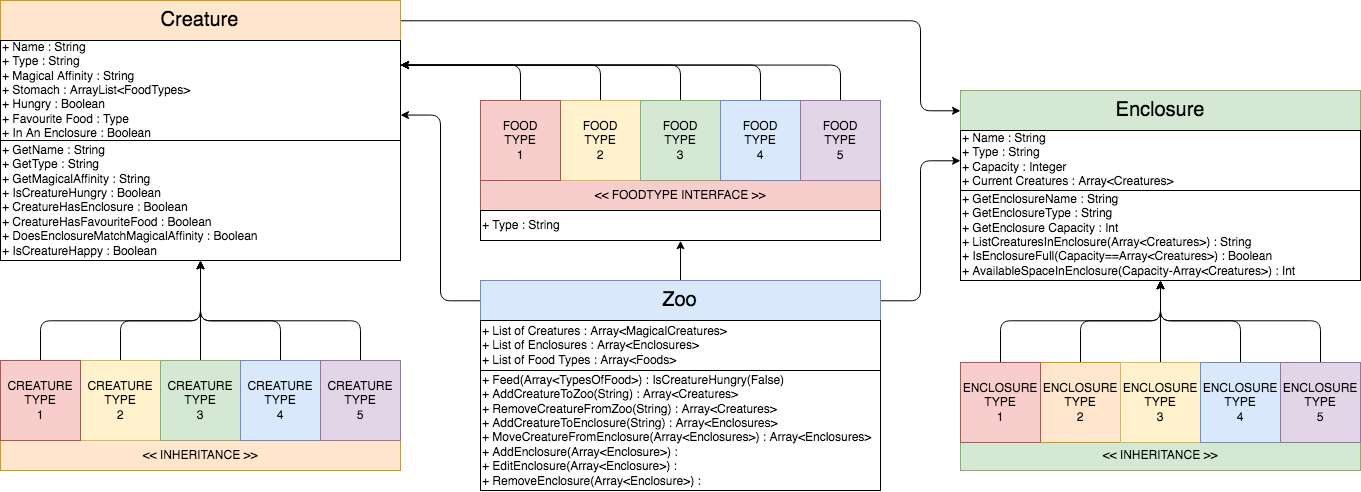 Creature
+ Name : String
+ Type : String
+ Magical Affinity : String
+ Stomach : ArrayList<FoodTypes>
+ Hungry : Boolean
+ Favourite Food : Type
+ In An Enclosure : Boolean
+ GetName : String
+ GetType : String
+ GetMagicalAffinity : String
+ IsCreatureHungry : Boolean
+ CreatureHasEnclosure : Boolean
+ CreatureHasFavouriteFood : Boolean
+ DoesEnclosureMatchMagicalAffinity : Boolean
+ IsCreatureHappy : Boolean
CREATURE
TYPE
1
CREATURE
TYPE
2
CREATURE
TYPE
3
CREATURE
TYPE
4
CREATURE
TYPE
5
<< INHERITANCE >>
FOOD
TYPE
1
FOOD
TYPE
2
FOOD
TYPE
3
FOOD
TYPE
4
FOOD
TYPE
5
<< FOODTYPE INTERFACE >>
+ Type : String
Zoo
+ List of Creatures : Array<MagicalCreatures>
+ List of Enclosures : Array<Enclosures>
+ List of Food Types : Array<Foods>
+ Feed(Array<TypesOfFood>) : IsCreatureHungry(False)
+ AddCreatureToZoo(String) : Array<Creatures>
+ RemoveCreatureFromZoo(String) : Array<Creatures>
+ AddCreatureToEnclosure(String) : Array<Enclosures>
+ MoveCreatureFromEnclosure(Array<Enclosures>) : Array<Enclosures>
+ AddEnclosure(Array<Enclosure>) :
+ EditEnclosure(Array<Enclosure>) :
+ RemoveEnclosure(Array<Enclosure>) :
Enclosure
+ Name : String
+ Type : String
+ Capacity : Integer
+ Current Creatures : Array<Creatures>
+ GetEnclosureName : String
+ GetEnclosureType : String
+ GetEnclosure Capacity : Int
+ ListCreaturesInEnclosure(Array<Creatures>) : String
+ IsEnclosureFull(Capacity==Array<Creatures>) : Boolean
+ AvailableSpaceInEnclosure(Capacity-Array<Creatures>) : Int
ENCLOSURE
TYPE
1
ENCLOSURE
TYPE
2
ENCLOSURE
TYPE
3
ENCLOSURE
TYPE
4
ENCLOSURE
TYPE
5
<< INHERITANCE >>